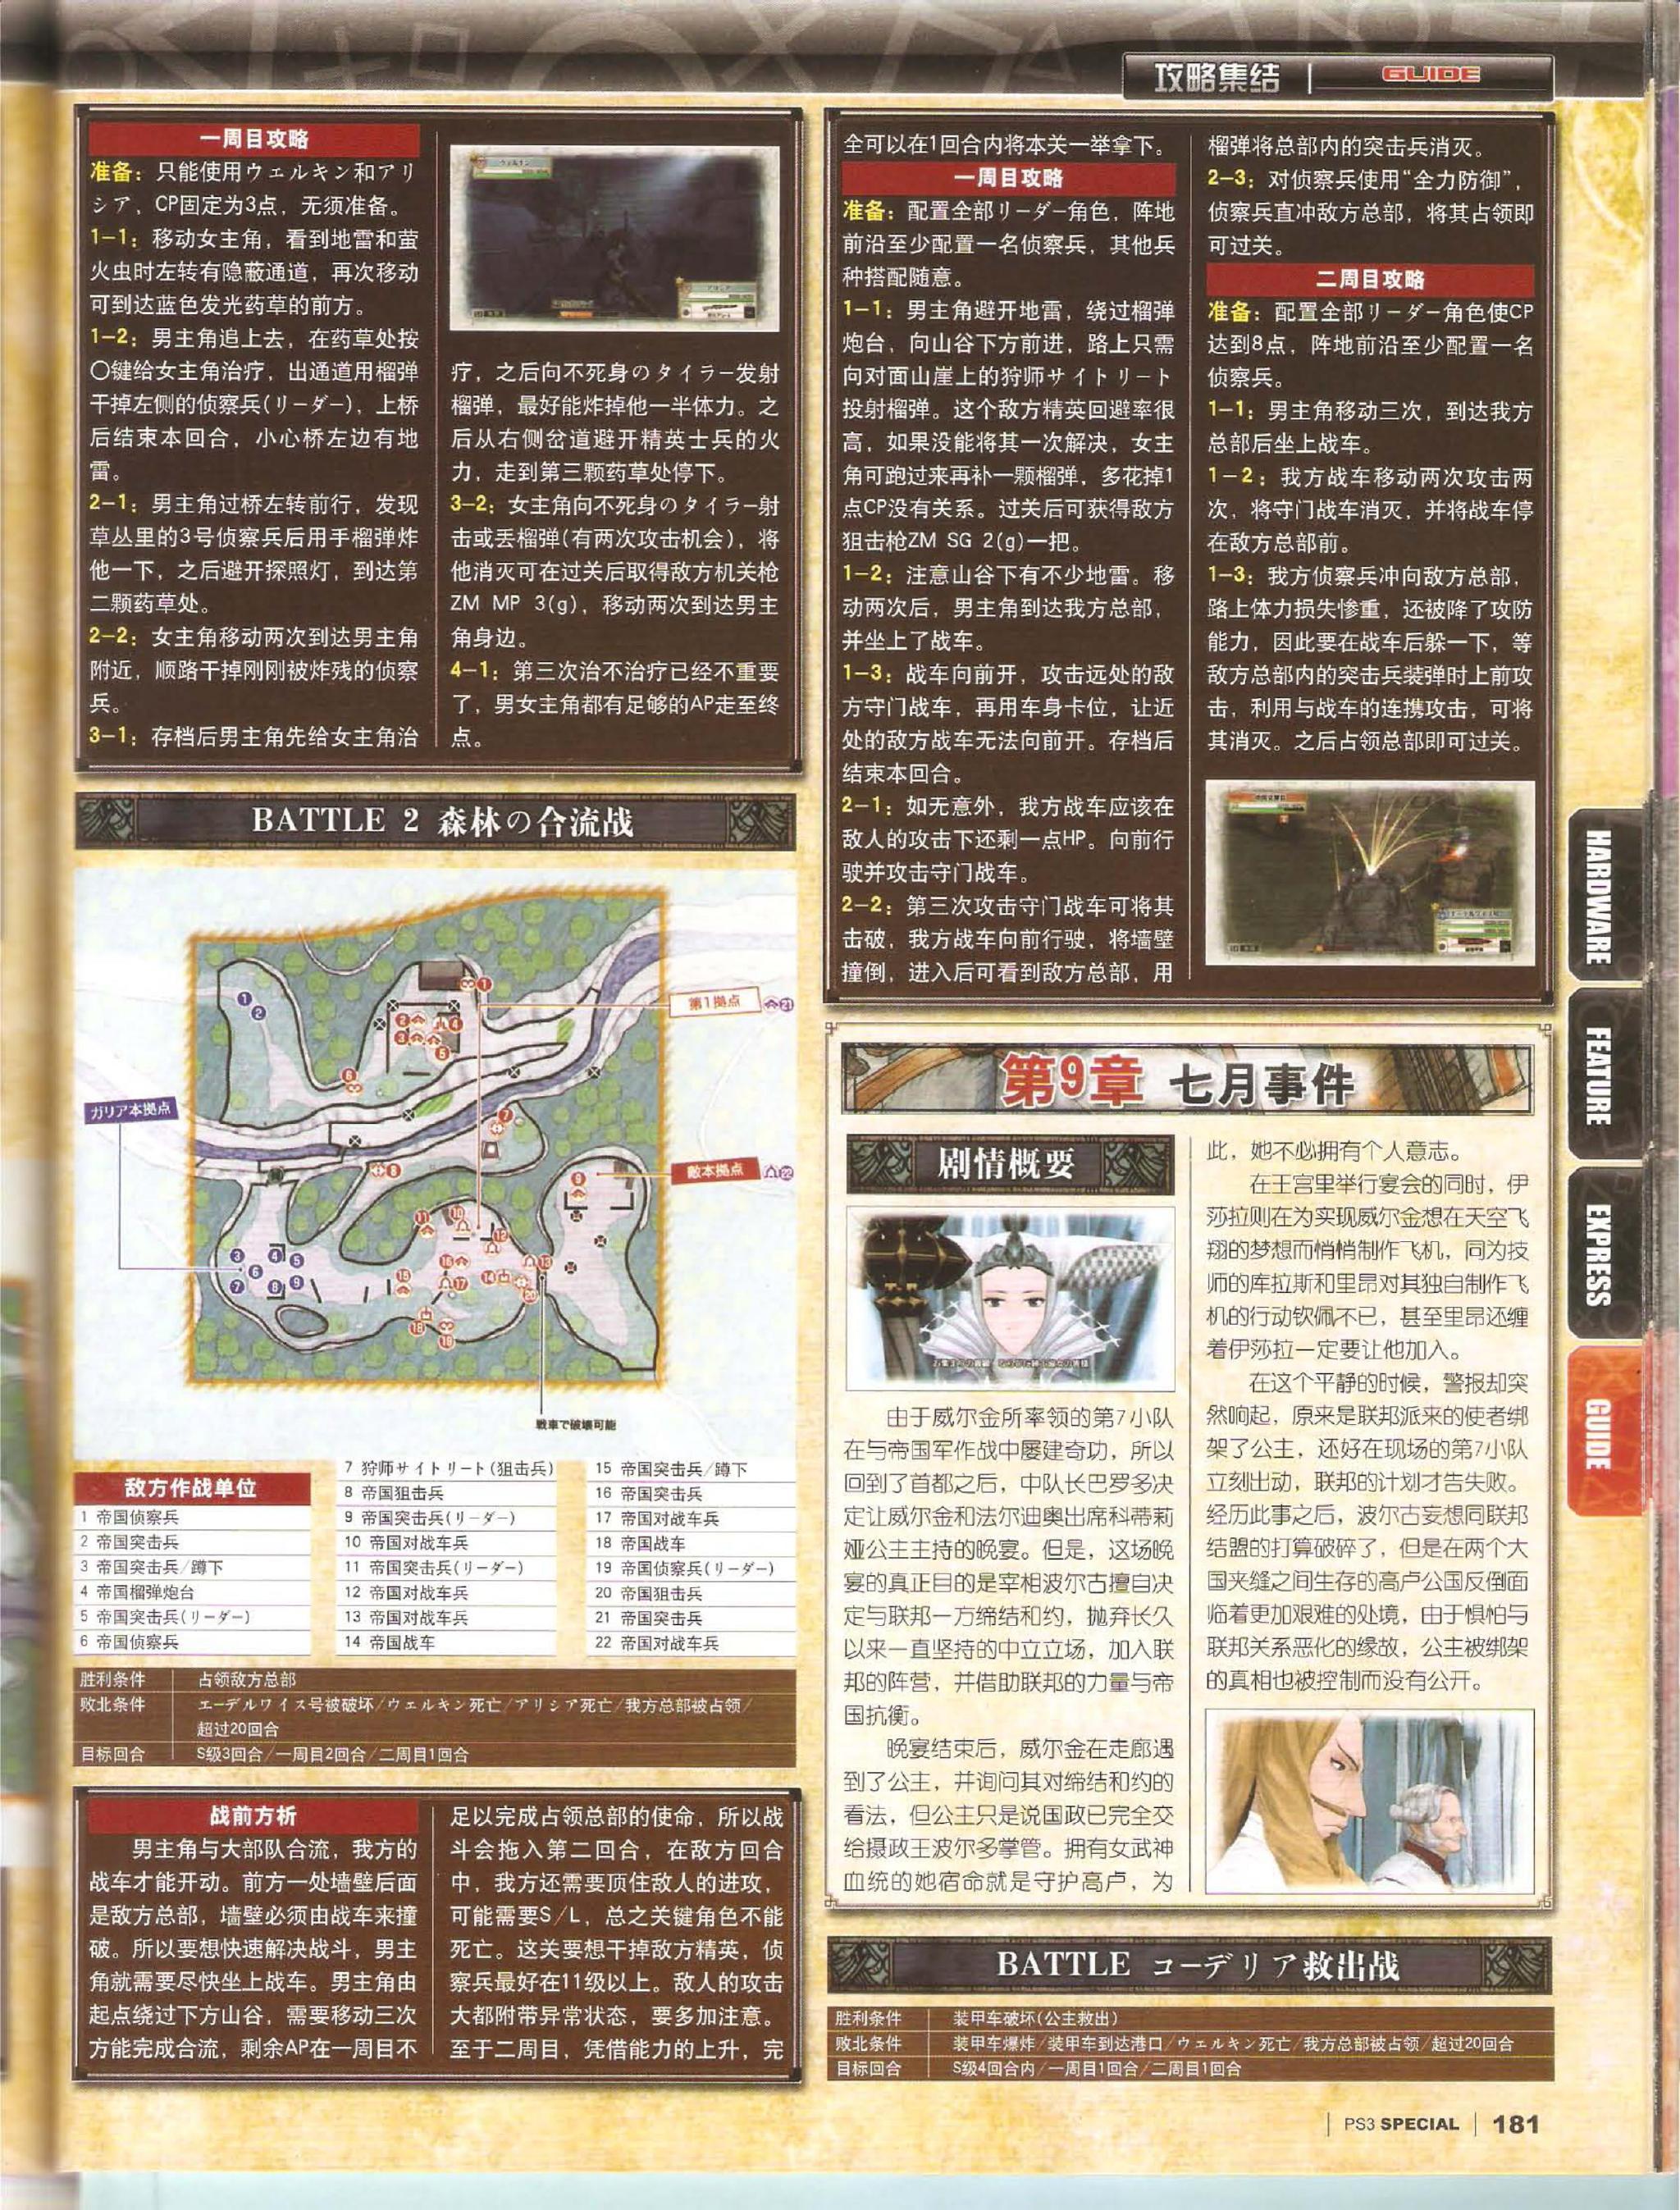 攻略集结
GUIDE
一周目攻略
准备：只能使用ウェルキン和アリ
シア，CP固定为3点，无须准备。
1-1：移动女主角，看到地雷和萤
火虫时左转有隐蔽通道，再次移动
可到达蓝色发光药草的前方。
1-2：男主角追上去，在药草处按
〇键给女主角治疗，出通道用榴弹
干掉左侧的侦察兵(リーダー)，上桥
后结束本回合，小心桥左边有地
雷。
2-1：男主角过桥左转前行，发现
草丛里的3号侦察兵后用手榴弹炸
他一下，之后避开探照灯，到达第
二颗药草处。
2-2：女主角移动两次到达男主角
附近，顺路干掉刚刚被炸残的侦察
兵。
3-1：存档后男主角先给女主角治
疗，之后向不死身のタイラー发射
榴弹，最好能炸掉他一半体力。之
后从右侧岔道避开精英士兵的火
力，走到第三颗药草处停下。
3-2：女主角向不死身のタイラー射
击或丢榴弹(有两次攻击机会)，将
他消灭可在过关后取得敌方机关枪
ZM MP 3(g)，移动两次到达男主
角身边。
4-1：第三次治不治疗已经不重要
了，男女主角都有足够的AP走至终
点。
BATTLE 2 森林の合流战
第1拠点
21
ガリア本拠点
敵本拠点
22
戦車で破壊可能
敌方作战单位
1 帝国侦察兵
2 帝国突击兵
3 帝国突击兵/蹲下
4 帝国榴弹炮台
5 帝国突击兵(リーダー)
6 帝国侦察兵
7 狩师サイトリート(狙击兵)
8 帝国狙击兵
9 帝国突击兵(リーダー)
10 帝国对战车兵
11 帝国突击兵(リーダー)
12 帝国对战车兵
13 帝国对战车兵
14 帝国战车
15 帝国突击兵/蹲下
16 帝国突击兵
17 帝国对战车兵
18 帝国战车
19 帝国侦察兵(リーダー)
20 帝国狙击兵
21 帝国突击兵
22 帝国对战车兵
胜利条件 占领敌方总部
败北条件 エーデルワイス号被破坏/ウェルキン死亡/アリシア死亡/我方总部被占领/
超过20回合
目标回合 S级3回合/一周目2回合/二周目1回合
战前方析
男主角与大部队合流，我方的
战车才能开动。前方一处墙壁后面
是敌方总部，墙壁必须由战车来撞
破。所以要想快速解决战斗，男主
角就需要尽快坐上战车。男主角由
起点绕过下方山谷，需要移动三次
方能完成合流，剩余AP在一周目不
足以完成占领总部的使命，所以战
斗会拖入第二回合，在敌方回合
中，我方还需要顶住敌人的进攻，
可能需要S/L，总之关键角色不能
死亡。这关要想干掉敌方精英，侦
察兵最好在11级以上。敌人的攻击
大都附带异常状态，要多加注意。
至于二周目，凭借能力的上升，完
全可以在1回合内将本关一举拿下。
一周目攻略
准备：配置全部リーダー角色，阵地
前沿至少配置一名侦察兵，其他兵
种搭配随意。
1-1：男主角避开地雷，绕过榴弹
炮台，向山谷下方前进，路上只需
向对面山崖上的狩师サイトリート
投射榴弹。这个敌方精英回避率很
高，如果没能将其一次解决，女主
角可跑过来再补一颗榴弹，多花掉1
点CP没有关系。过关后可获得敌方
狙击枪ZM SG 2(g)一把。
1-2：注意山谷下有不少地雷。移
动两次后，男主角到达我方总部，
并坐上了战车。
1-3：战车向前开，攻击远处的敌
方守门战车，再用车身卡位，让近
处的敌方战车无法向前开。存档后
结束本回合。
2-1：如无意外，我方战车应该在
敌人的攻击下还剩一点HP。向前行
驶并攻击守门战车。
2-2：第三次攻击守门战车可将其
击破，我方战车向前行驶，将墙壁
撞倒，进入后可看到敌方总部，用
榴弹将总部内的突击兵消灭。
2-3：对侦察兵使用“全力防御”，
侦察兵直冲敌方总部，将其占领即
可过关。
二周目攻略
准备：配置全部リーダー角色使CP
达到8点，阵地前沿至少配置一名
侦察兵。
1-1：男主角移动三次，到达我方
总部后坐上战车。
1-2：我方战车移动两次攻击两
次，将守门战车消灭，并将战车停
在敌方总部前。
1-3：我方侦察兵冲向敌方总部，
路上体力损失惨重，还被降了攻防
能力，因此要在战车后躲一下，等
敌方总部内的突击兵装弹时上前攻
击，利用与战车的连携攻击，可将
其消灭。之后占领总部即可过关。
第9章 七月事件
剧情概要
由于威尔金所率领的第7小队
在与帝国军作战中屡建奇功，所以
回到了首都之后，中队长巴罗多决
定让威尔金和法尔迪奥出席科蒂莉
娅公主主持的晚宴。但是，这场晚
宴的真正目的是宰相波尔古擅自决
定与联邦一方缔结和约，抛弃长久
以来一直坚持的中立立场，加入联
邦的阵营，并借助联邦的力量与帝
国抗衡。
晚宴结束后，威尔金在走廊遇
到了公主，并询问其对缔结和约的
看法，但公主只是说国政已完全交
给摄政王波尔多掌管。拥有女武神
血统的她宿命就是守护高卢，为
此，她不必拥有个人意志。
在王宫里举行宴会的同时，伊
莎拉则在为实现威尔金想在天空飞
翔的梦想而悄悄制作飞机，同为技
师的库拉斯和里昂对其独自制作飞
机的行动钦佩不已，甚至里昂还缠
着伊莎拉一定要让他加入。
在这个平静的时候，警报却突
然响起，原来是联邦派来的使者绑
架了公主，还好在现场的第7小队
立刻出动，联邦的计划才告失败。
经历此事之后，波尔古妄想同联邦
结盟的打算破碎了，但是在两个大
国夹缝之间生存的高卢公国反倒面
临着更加艰难的处境，由于惧怕与
联邦关系恶化的缘故，公主被绑架
的真相也被控制而没有公开。
BATTLE コーデリア救出战
胜利条件 装甲车破坏(公主救出)
败北条件 装甲车爆炸/装甲车到达港口/ウェルキン死亡/我方总部被占领/超过20回合
目标回合 S级4回合内/一周目1回合/二周目1回合
HARDWARE
FEATURE
EXPRESS
GUIDE
PS3 SPECIAL 181